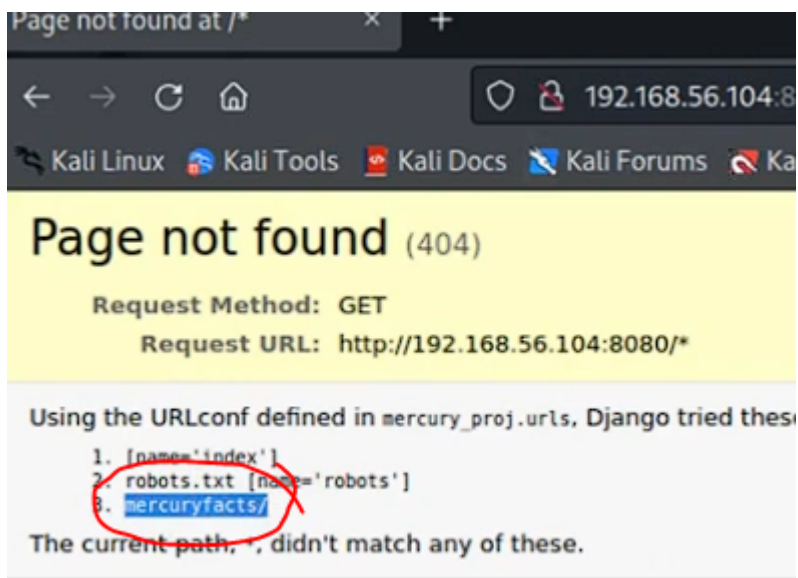 Page not found at /*
192.168.56.104:8
Kali Linux Kali Tools Kali Docs Kali Forums Ka
Page not found (404)
Request Method: GET
Request URL: http://192.168.56.104:8080/*
Using the URLconf defined in mercury_proj.urls, Django tried these
1. [name='index']
2. robots.txt [name='robots']
3. mercuryfacts/
The current path, *, didn't match any of these.